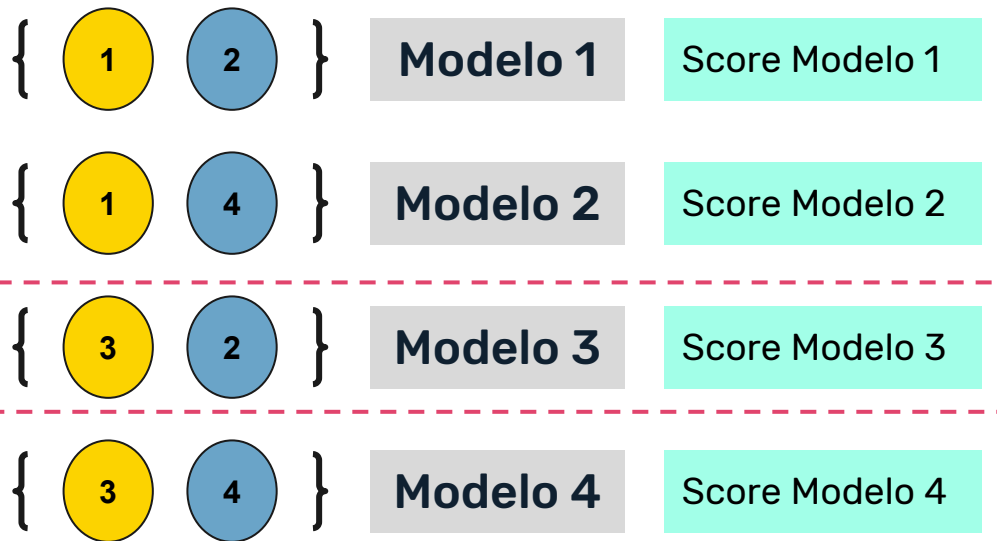 { 1 2 } Modelo 1 Score Modelo 1
{ 1 4 } Modelo 2 Score Modelo 2
{ 3 2 } Modelo 3 Score Modelo 3
{ 3 4 } Modelo 4 Score Modelo 4